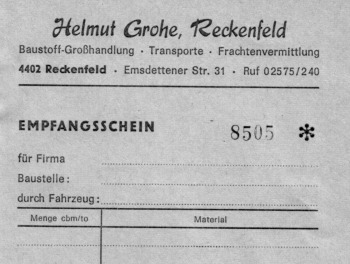 Helmut Grohe, Reckenfeld
Baustoff-Großhandlung · Transporte · Frachtenvermittlung
4402 Reckenfeld · Emsdettener Str. 31 · Ruf 02575/240
EMPFANGSSCHEIN 8505 *
für Firma
Baustelle:
durch Fahrzeug:
Menge cbm/to Material